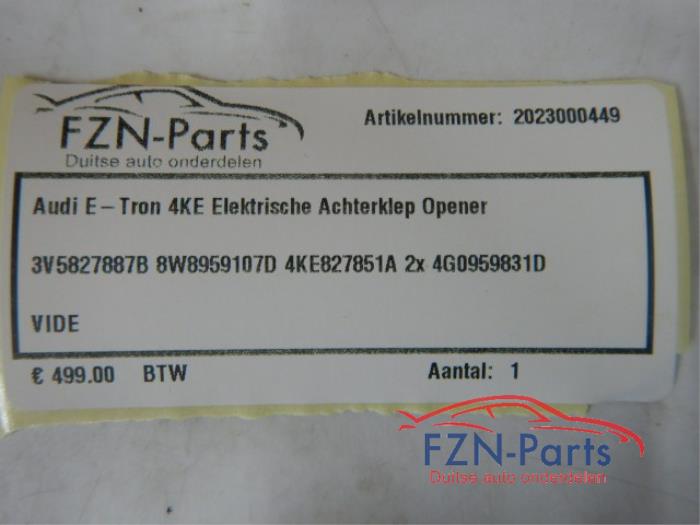 FZN-Parts
Duitse auto onderdelen
Artikelnummer: 2023000449
Audi E-Tron 4KE Elektrische Achterklep Opener
3V5827887B 8W8959107D 4KE827851A 2x 4G0959831D
VIDE
€ 499.00 BTW
Aantal: 1
FZN-Parts
Duitse auto onderdelen